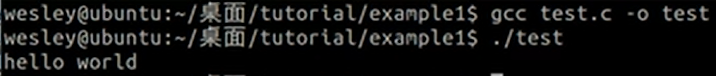 wesley@ubuntu:~/桌面/tutorial/example1$ gcc test.c -o test
wesley@ubuntu:~/桌面/tutorial/example1$ ./test
hello world